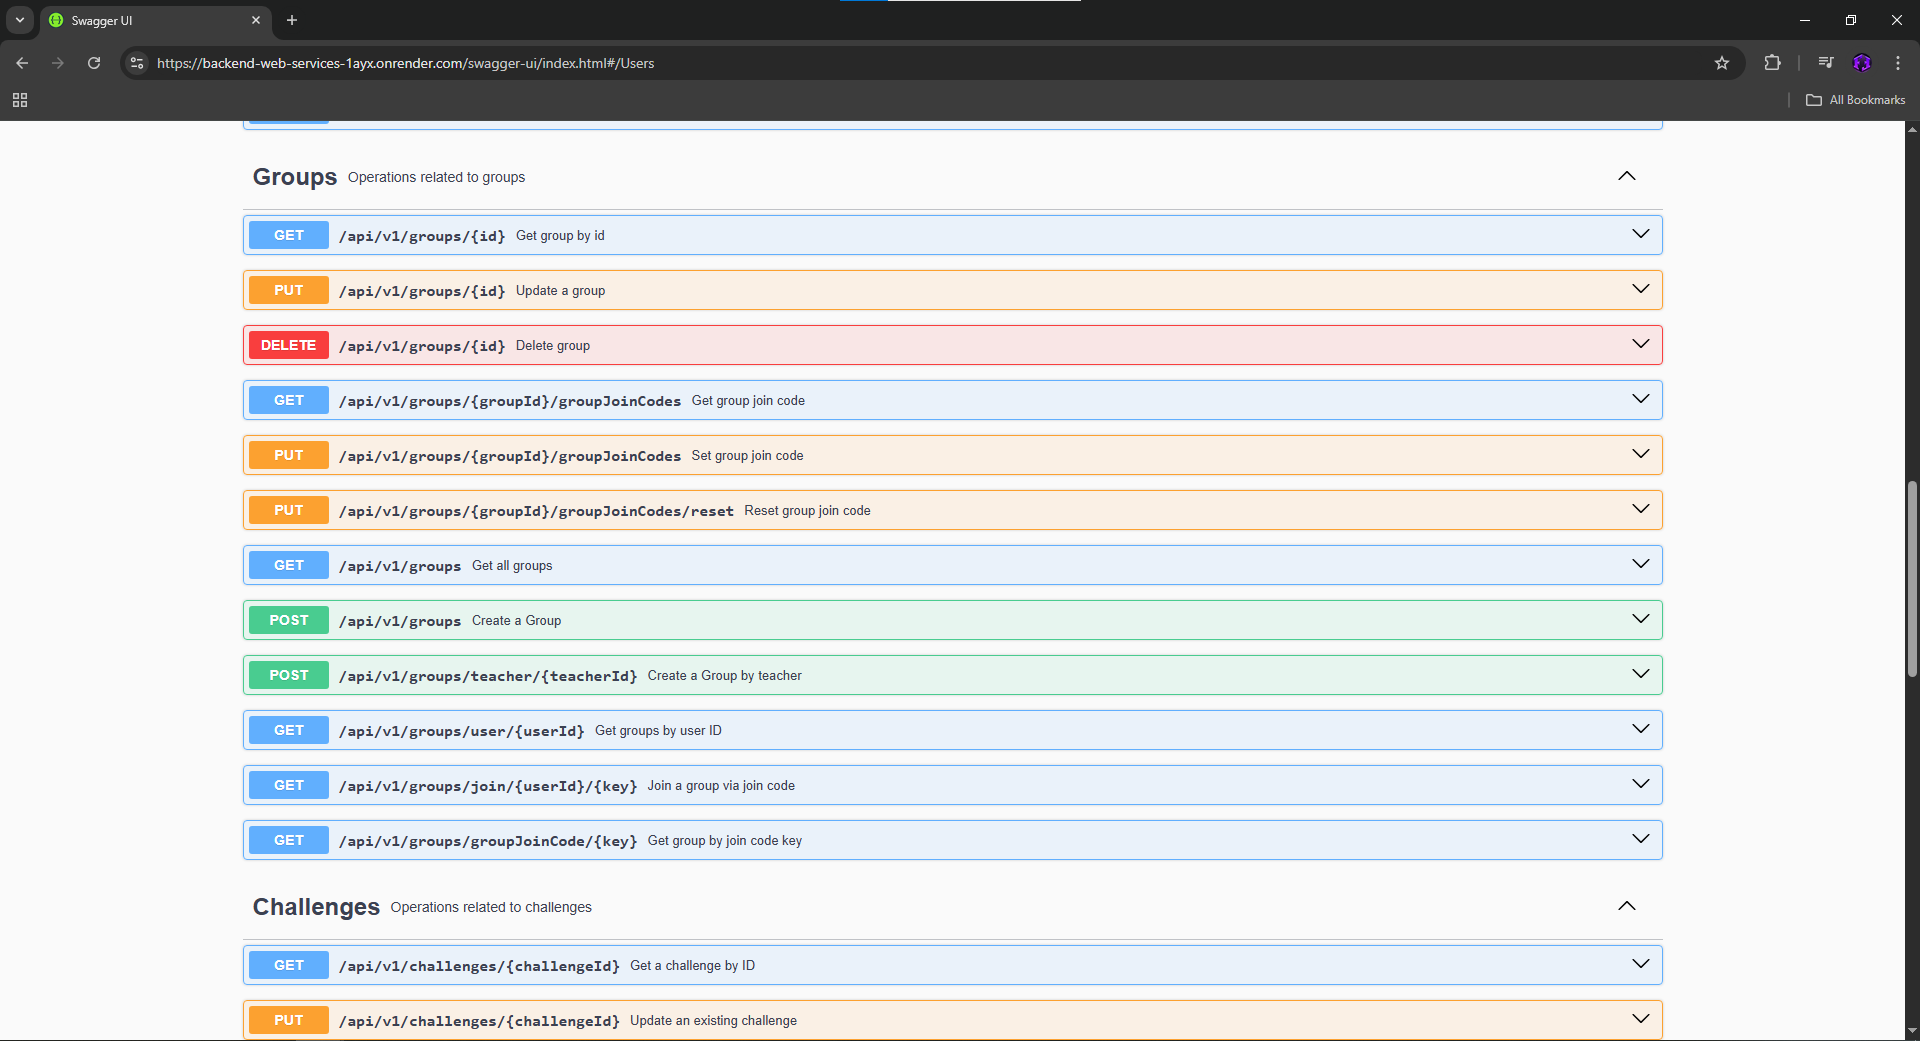 Swagger UI
https://backend-web-services-1ayx.onrender.com/swagger-ui/index.html#/Users
All Bookmarks
Groups Operations related to groups
GET /api/v1/groups/{id} Get group by id
PUT /api/v1/groups/{id} Update a group
DELETE /api/v1/groups/{id} Delete group
GET /api/v1/groups/{groupId}/groupJoinCodes Get group join code
PUT /api/v1/groups/{groupId}/groupJoinCodes Set group join code
PUT /api/v1/groups/{groupId}/groupJoinCodes/reset Reset group join code
GET /api/v1/groups Get all groups
POST /api/v1/groups Create a Group
POST /api/v1/groups/teacher/{teacherId} Create a Group by teacher
GET /api/v1/groups/user/{userId} Get groups by user ID
GET /api/v1/groups/join/{userId}/{key} Join a group via join code
GET /api/v1/groups/groupJoinCode/{key} Get group by join code key
Challenges Operations related to challenges
GET /api/v1/challenges/{challengeId} Get a challenge by ID
PUT /api/v1/challenges/{challengeId} Update an existing challenge